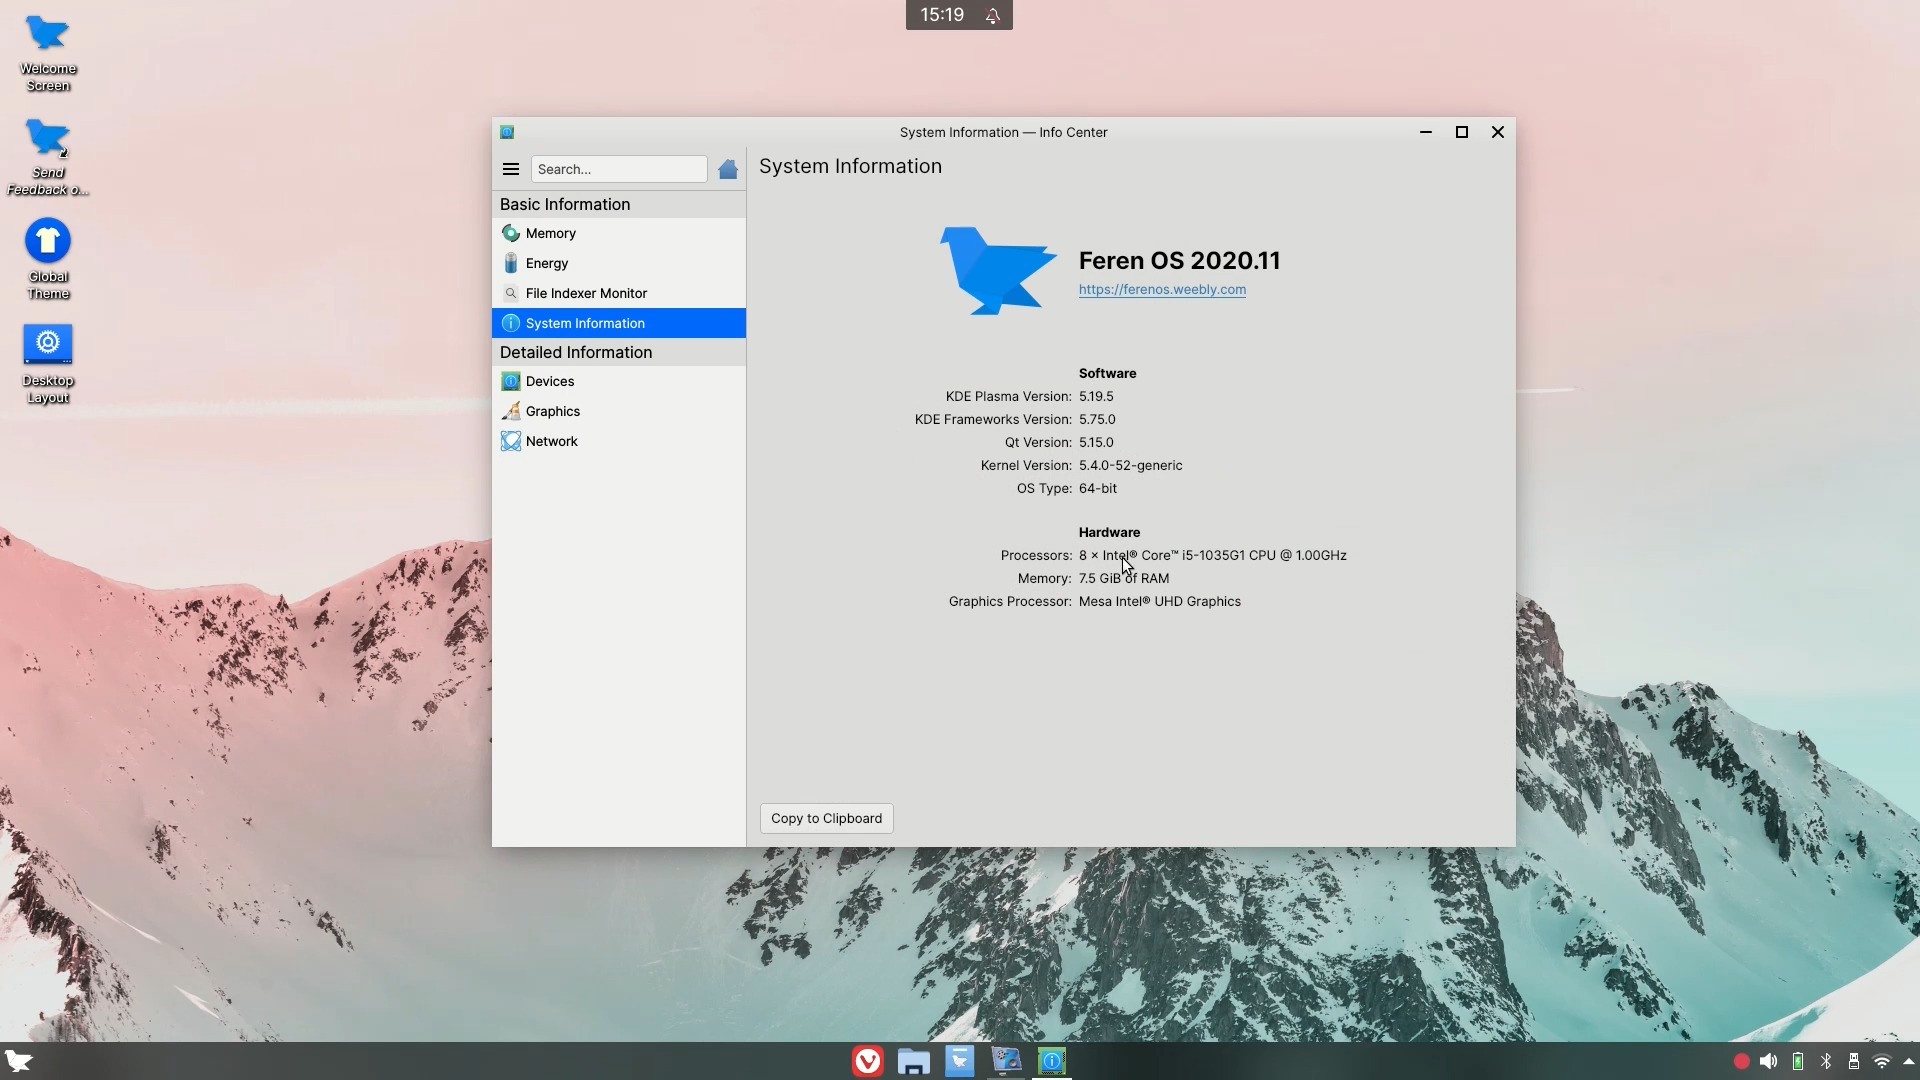 15:19
Welcome
Screen
Send
Feedback o...
Global
Theme
Desktop
Layout
System Information — Info Center
Search...
Basic Information
Memory
Energy
File Indexer Monitor
System Information
Detailed Information
Devices
Graphics
Network
System Information
Feren OS 2020.11
https://ferenos.weebly.com
Software
KDE Plasma Version: 5.19.5
KDE Frameworks Version: 5.75.0
Qt Version: 5.15.0
Kernel Version: 5.4.0-52-generic
OS Type: 64-bit
Hardware
Processors: 8 × Intel® Core™ i5-1035G1 CPU @ 1.00GHz
Memory: 7.5 GiB of RAM
Graphics Processor: Mesa Intel® UHD Graphics
Copy to Clipboard